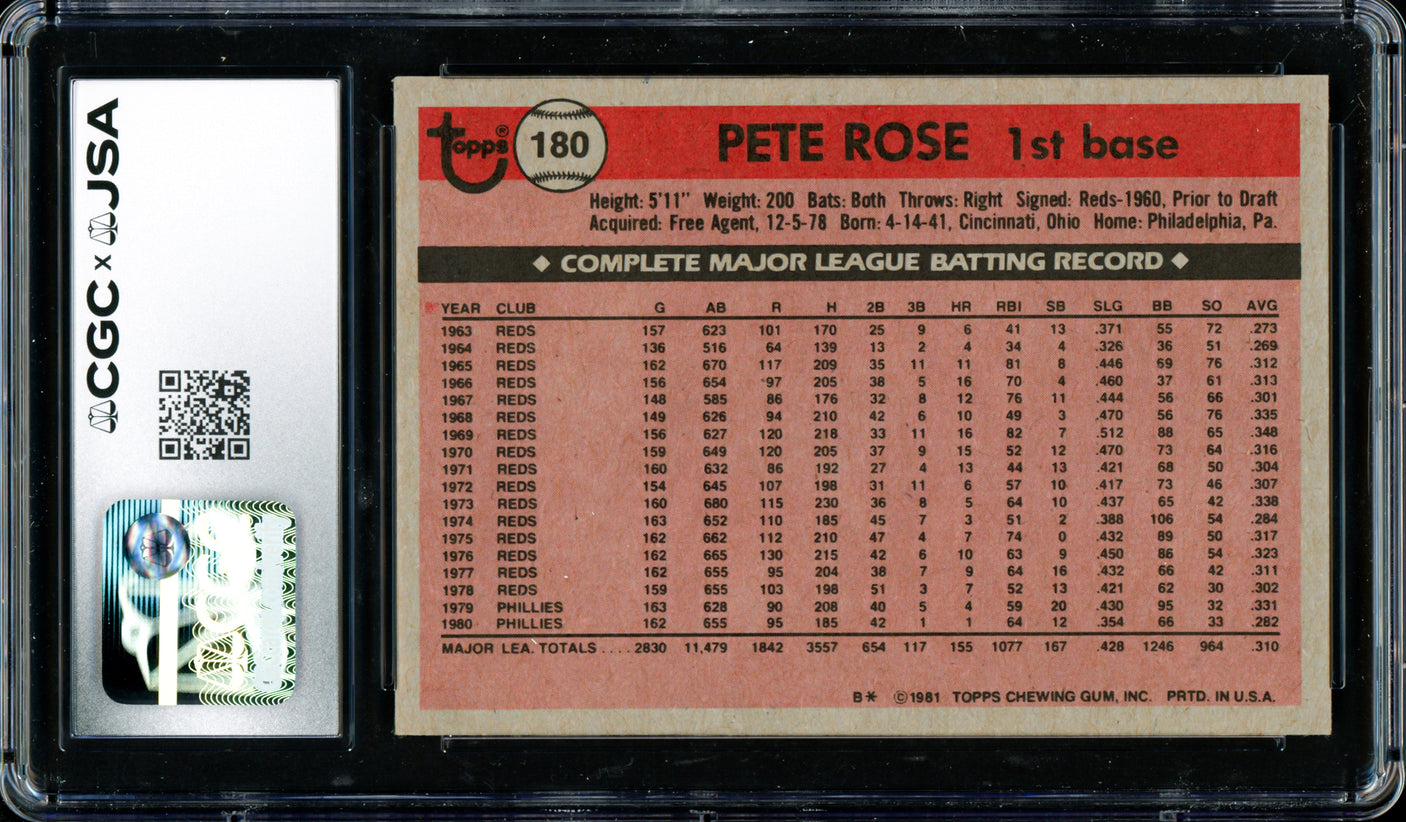 CGC x JSA
topps® 180 PETE ROSE 1st base
Height: 5'11" Weight: 200 Bats: Both Throws: Right Signed: Reds-1960, Prior to Draft
Acquired: Free Agent, 12-5-78 Born: 4-14-41, Cincinnati, Ohio Home: Philadelphia, Pa.
◆ COMPLETE MAJOR LEAGUE BATTING RECORD ◆
YEAR CLUB G AB R H 2B 3B HR RBI SB SLG BB SO AVG
1963 REDS 157 623 101 170 25 9 6 41 13 .371 55 72 .273
1964 REDS 136 516 64 139 13 2 4 34 4 .326 36 51 .269
1965 REDS 162 670 117 209 35 11 11 81 8 .446 69 76 .312
1966 REDS 156 654 97 205 38 5 16 70 4 .460 37 61 .313
1967 REDS 148 585 86 176 32 8 12 76 11 .444 56 66 .301
1968 REDS 149 626 94 210 42 6 10 49 3 .470 56 76 .335
1969 REDS 156 627 120 218 33 11 16 82 7 .512 88 65 .348
1970 REDS 159 649 120 205 37 9 15 52 12 .470 73 64 .316
1971 REDS 160 632 86 192 27 4 13 44 13 .421 68 50 .304
1972 REDS 154 645 107 198 31 11 6 57 10 .417 73 46 .307
1973 REDS 160 680 115 230 36 8 5 64 10 .437 65 42 .338
1974 REDS 163 652 110 185 45 7 3 51 2 .388 106 54 .284
1975 REDS 162 662 112 210 47 4 7 74 0 .432 89 50 .317
1976 REDS 162 665 130 215 42 6 10 63 9 .450 86 54 .323
1977 REDS 162 655 95 204 38 7 9 64 16 .432 66 42 .311
1978 REDS 159 655 103 198 51 3 7 52 13 .421 62 30 .302
1979 PHILLIES 163 628 90 208 40 5 4 59 20 .430 95 32 .331
1980 PHILLIES 162 655 95 185 42 1 1 64 12 .354 66 33 .282
MAJOR LEA. TOTALS .... 2830 11,479 1842 3557 654 117 155 1077 167 .428 1246 964 .310
B* ©1981 TOPPS CHEWING GUM, INC. PRTD. IN U.S.A.